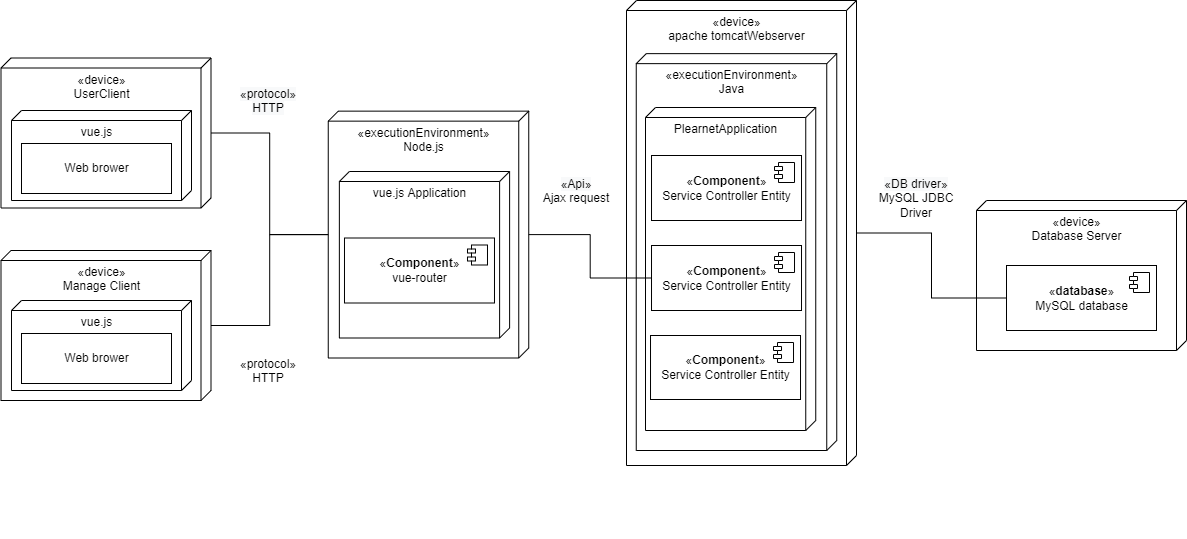 «device»
UserClient
vue.js
Web brower
«protocol»
HTTP
«device»
Manage Client
vue.js
Web brower
«protocol»
HTTP
«executionEnvironment»
Node.js
vue.js Application
«Component»
vue-router
«Api»
Ajax request
«device»
apache tomcatWebserver
«executionEnvironment»
Java
PlearnetApplication
«Component»
Service Controller Entity
«Component»
Service Controller Entity
«Component»
Service Controller Entity
«DB driver»
MySQL JDBC
Driver
«device»
Database Server
«database»
MySQL database